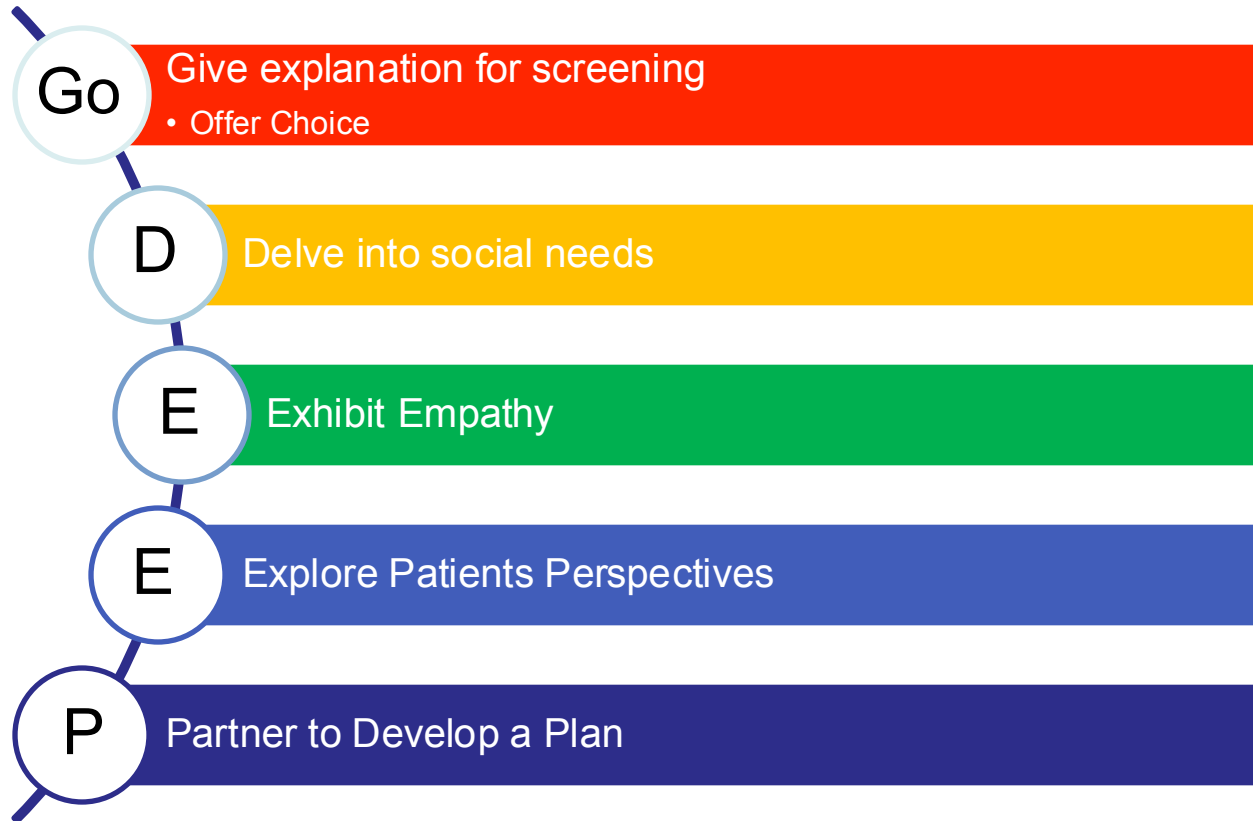 Go
Give explanation for screening
• Offer Choice
D
Delve into social needs
E
Exhibit Empathy
E
Explore Patients Perspectives
P
Partner to Develop a Plan